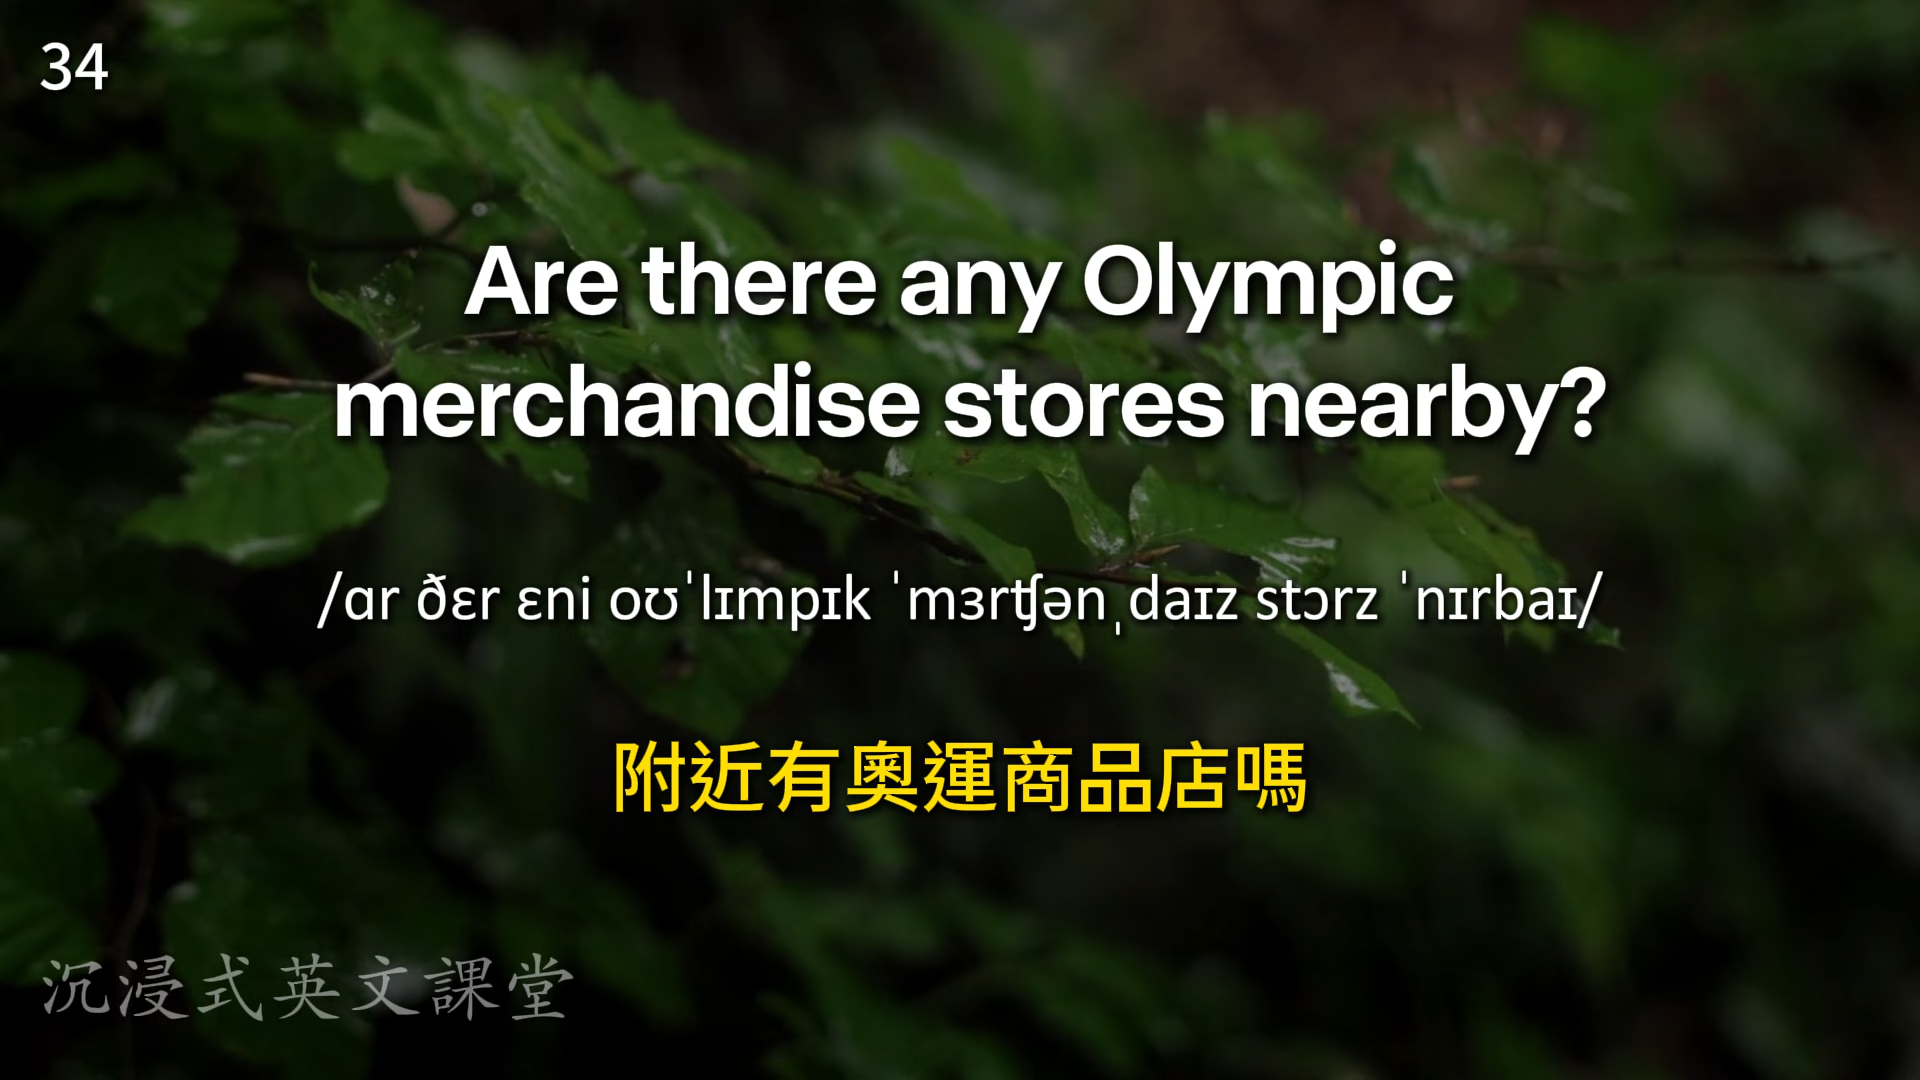 34
Are there any Olympic
merchandise stores nearby?
/ɑr ðɛr ɛni oʊˈlɪmpɪk ˈmɜrʧənˌdaɪz stɔrz ˈnɪrbaɪ/
附近有奧運商品店嗎
沉浸式英文課堂